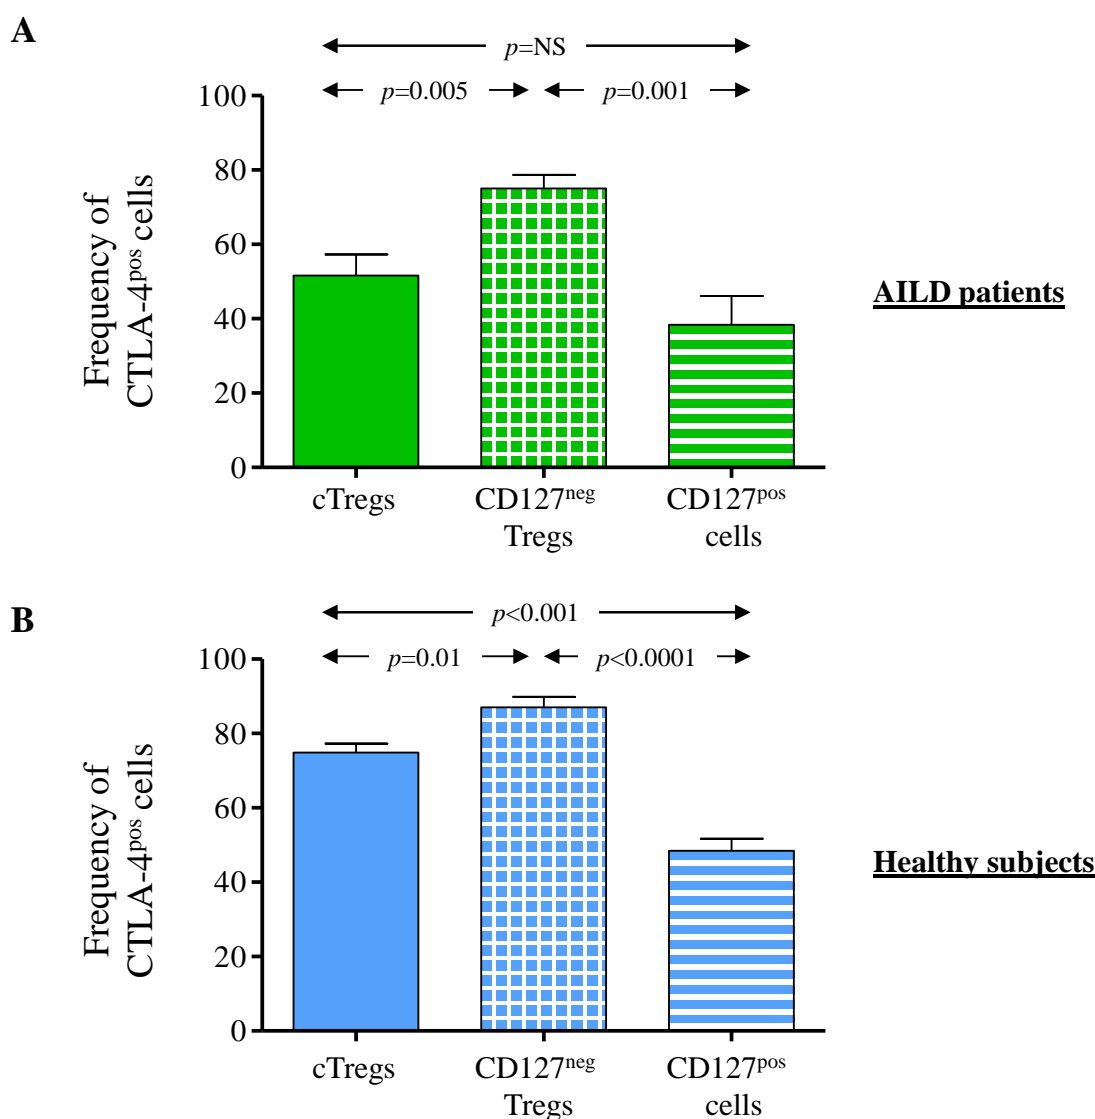 A
p=NS
p=0.005
p=0.001
100
80
60
40
20
0
Frequency of
CTLA-4pos cells
cTregs
CD127neg
Tregs
CD127pos
cells
AILD patients
B
p<0.001
p=0.01
p<0.0001
100
80
60
40
20
0
Frequency of
CTLA-4pos cells
cTregs
CD127neg
Tregs
CD127pos
cells
Healthy subjects